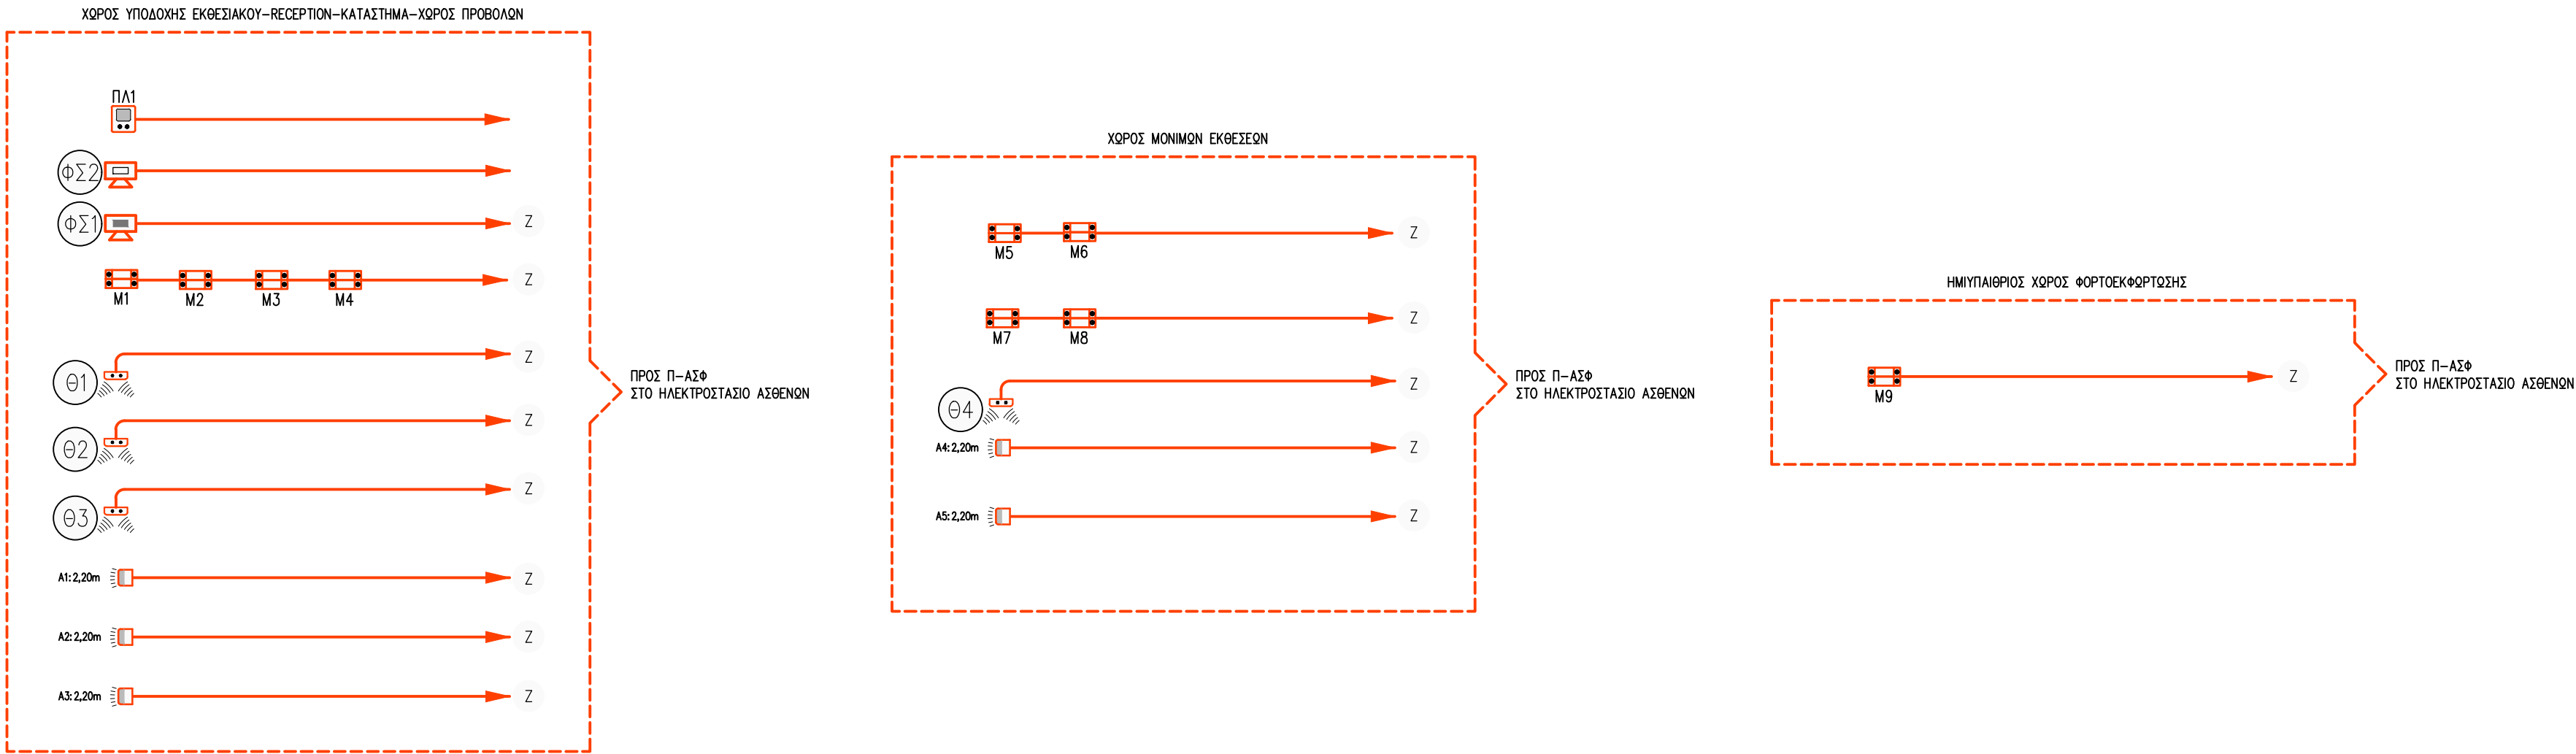 ΧΩΡΟΣ ΥΠΟΔΟΧΗΣ ΕΚΘΕΣΙΑΚΟΥ-RECEPTION-ΚΑΤΑΣΤΗΜΑ-ΧΩΡΟΣ ΠΡΟΒΟΛΩΝ
ΠΛ1
ΦΣ2
ΦΣ1
Z
M1 M2 M3 M4
Z
Θ1
Z
Θ2
Z
Θ3
Z
A1: 2,20m
Z
A2: 2,20m
Z
A3: 2,20m
Z
ΠΡΟΣ Π-ΑΣΦ
ΣΤΟ ΗΛΕΚΤΡΟΣΤΑΣΙΟ ΑΣΘΕΝΩΝ
ΧΩΡΟΣ ΜΟΝΙΜΩΝ ΕΚΘΕΣΕΩΝ
Z
M5 M6
Z
M7 M8
Z
Θ4
A4: 2,20m
Z
A5: 2,20m
Z
ΠΡΟΣ Π-ΑΣΦ
ΣΤΟ ΗΛΕΚΤΡΟΣΤΑΣΙΟ ΑΣΘΕΝΩΝ
ΗΜΙΥΠΑΙΘΡΙΟΣ ΧΩΡΟΣ ΦΟΡΤΟΕΚΦΩΡΤΩΣΗΣ
Z
M9
ΠΡΟΣ Π-ΑΣΦ
ΣΤΟ ΗΛΕΚΤΡΟΣΤΑΣΙΟ ΑΣΘΕΝΩΝ